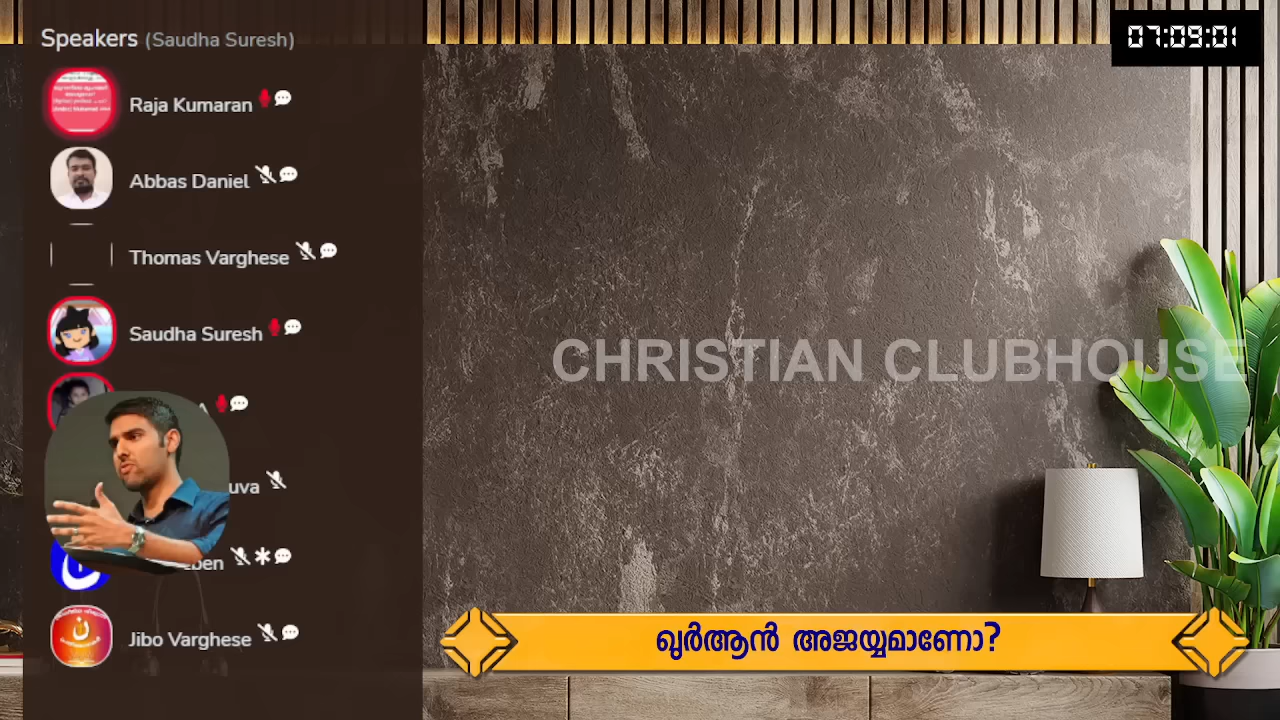 Speakers (Saudha Suresh)
07:09:01
Raja Kumaran
Abbas Daniel
Thomas Varghese
Saudha Suresh
CHRISTIAN CLUBHOUSE
A
uva
ben
Jibo Varghese
ഖുർആൻ അജയ്യമാണോ?